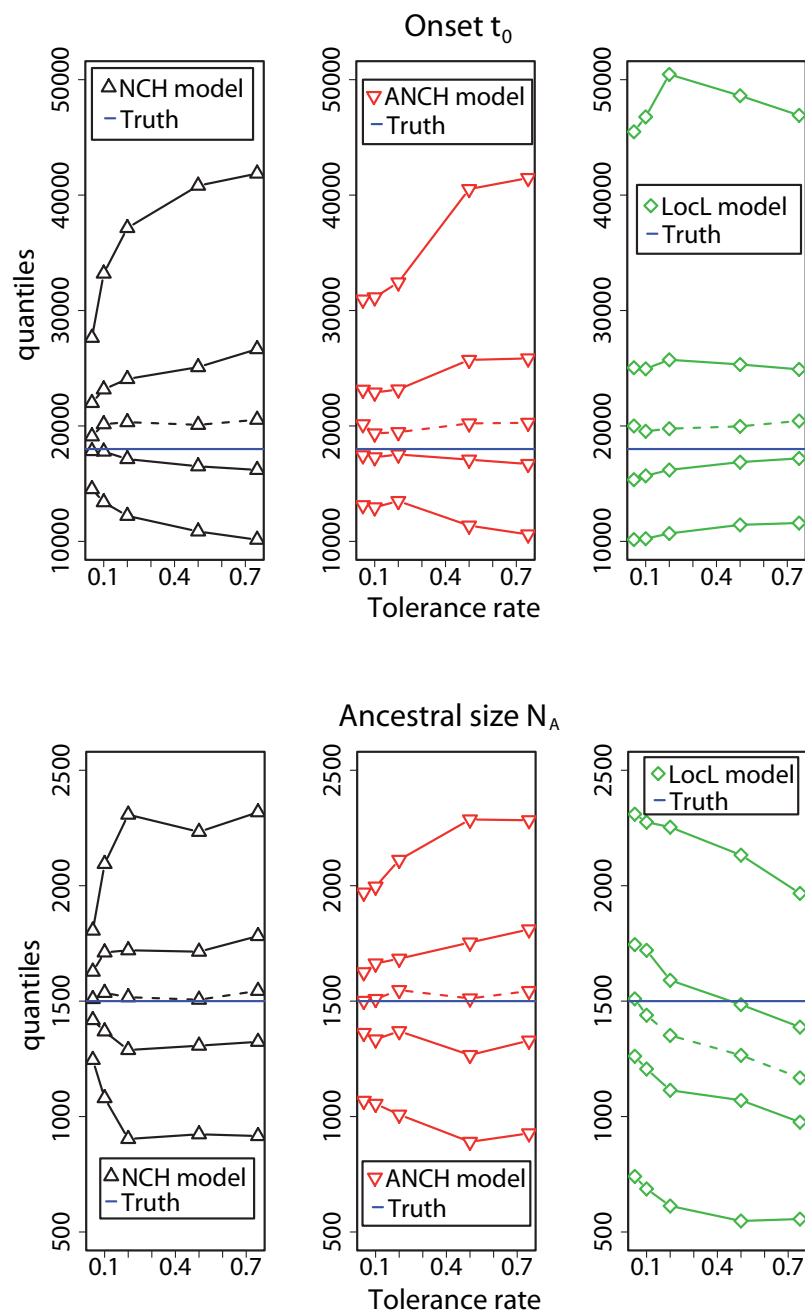 Onset t₀
quantiles
50000
40000
30000
20000
10000
NCH model
Truth
0.1 0.4 0.7
50000
40000
30000
20000
10000
ANCH model
Truth
0.1 0.4 0.7
50000
40000
30000
20000
10000
LocL model
Truth
0.1 0.4 0.7
Tolerance rate
Ancestral size N_A
quantiles
2500
2000
1500
1000
500
NCH model
Truth
0.1 0.4 0.7
2500
2000
1500
1000
500
ANCH model
Truth
0.1 0.4 0.7
2500
2000
1500
1000
500
LocL model
Truth
0.1 0.4 0.7
Tolerance rate